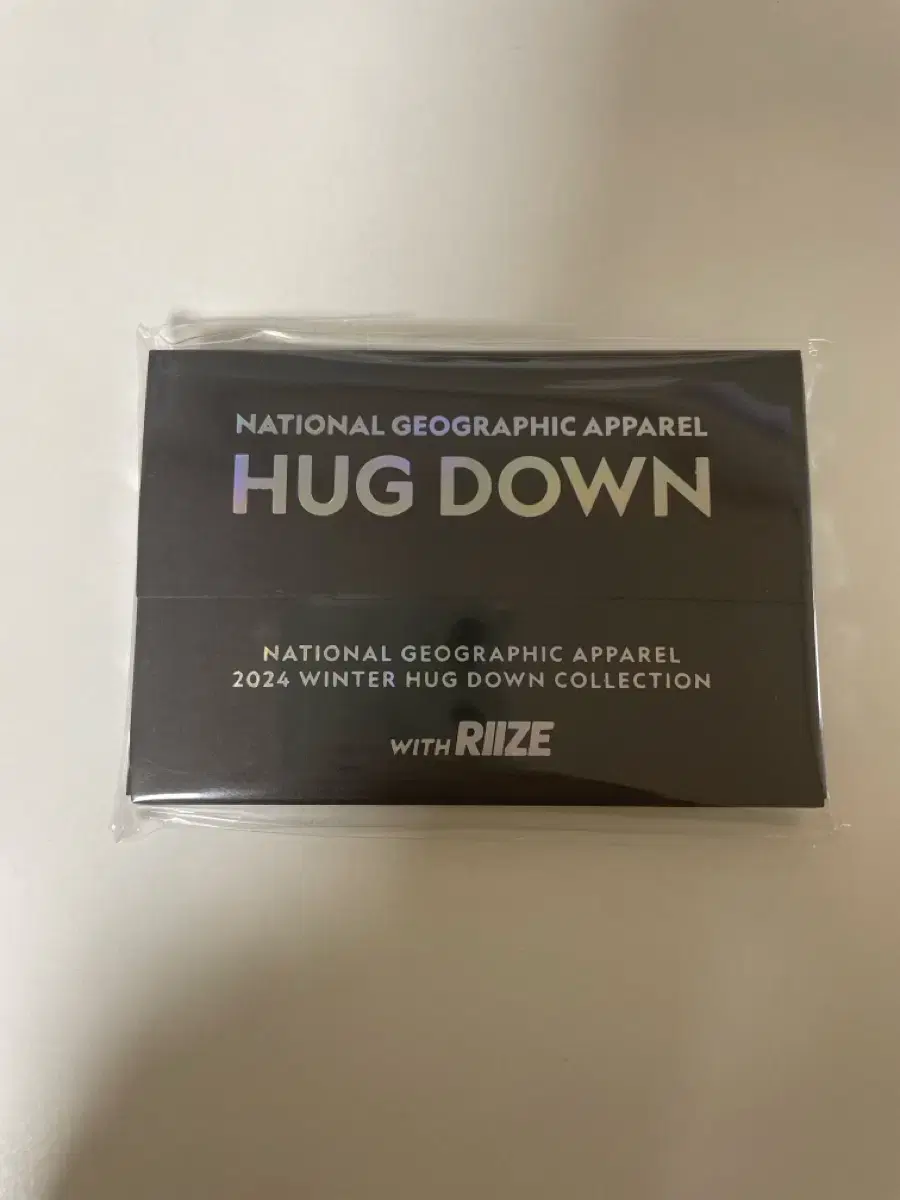 NATIONAL GEOGRAPHIC APPAREL
HUG DOWN
NATIONAL GEOGRAPHIC APPAREL
2024 WINTER HUG DOWN COLLECTION
WITH RIIZE